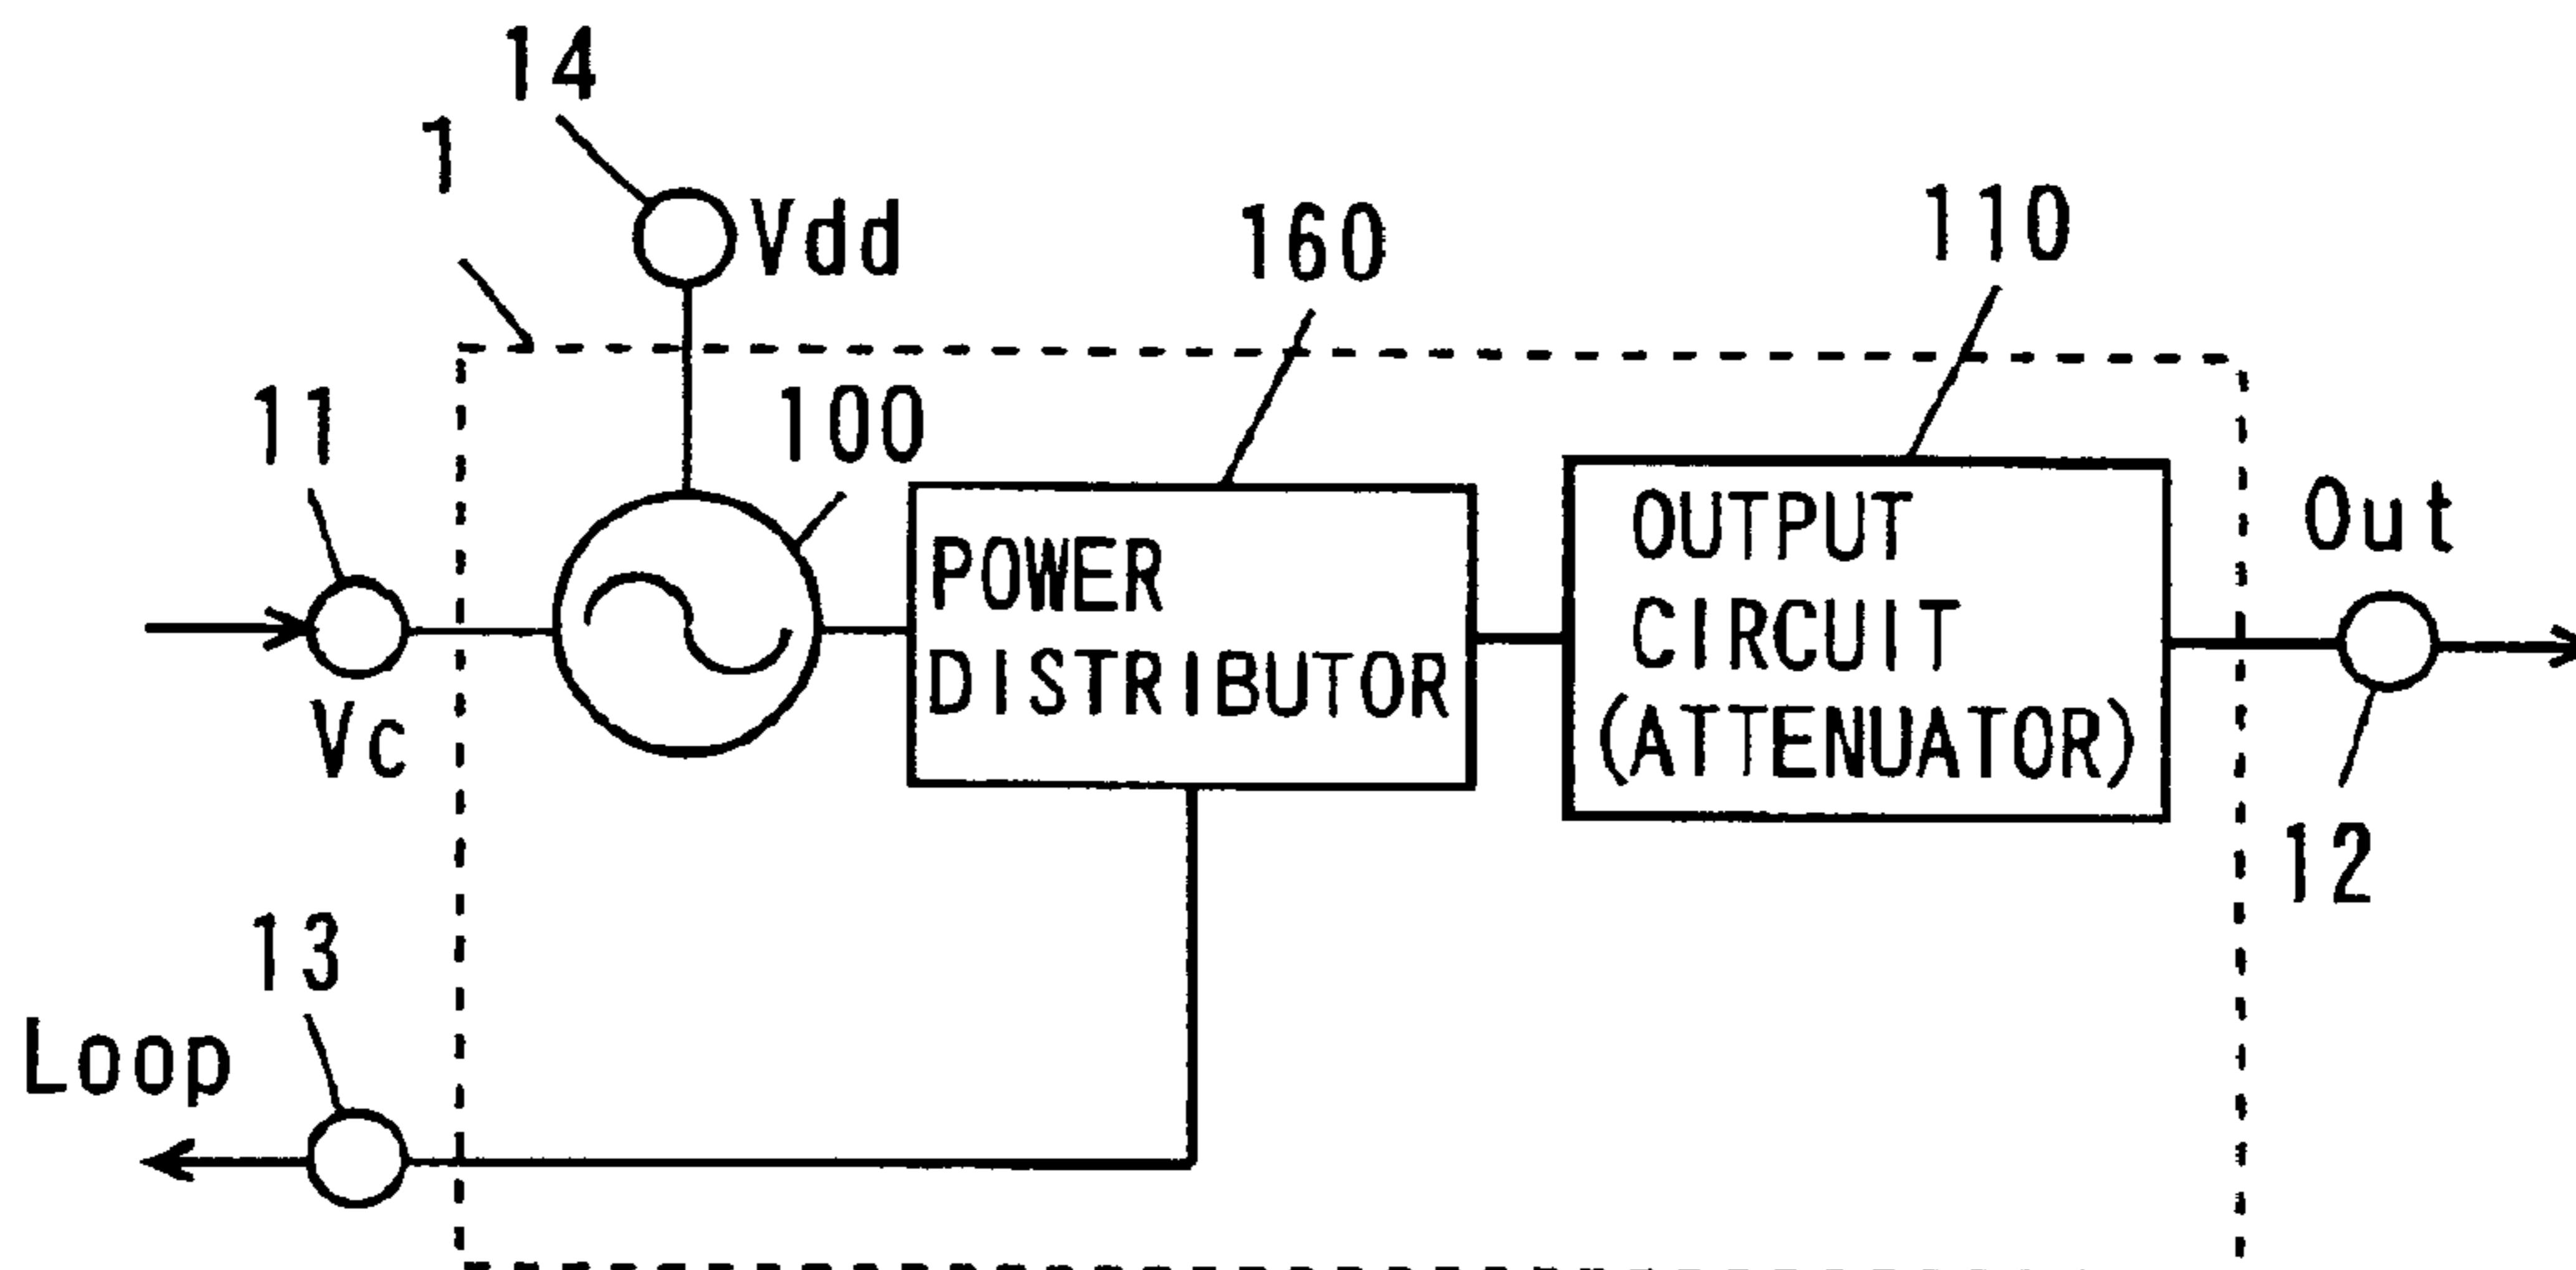 14
1
Vdd
160
110
11
100
Out
POWER
DISTRIBUTOR
OUTPUT
CIRCUIT
(ATTENUATOR)
Vc
12
13
Loop